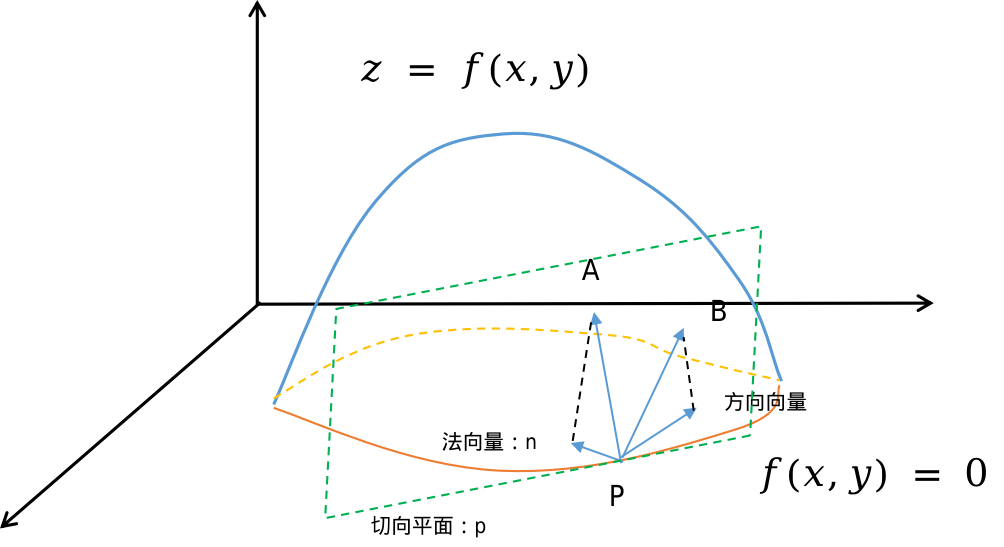 z = f(x, y)
A
B
方向向量
法向量：n
f(x, y) = 0
P
切向平面：p